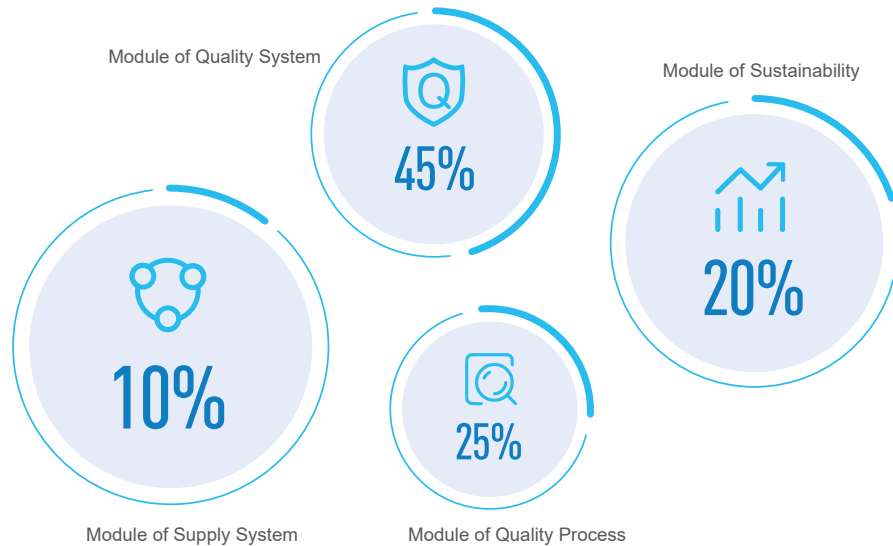 Module of Quality System
Q
45%
Module of Sustainability
20%
10%
Module of Supply System
25%
Module of Quality Process